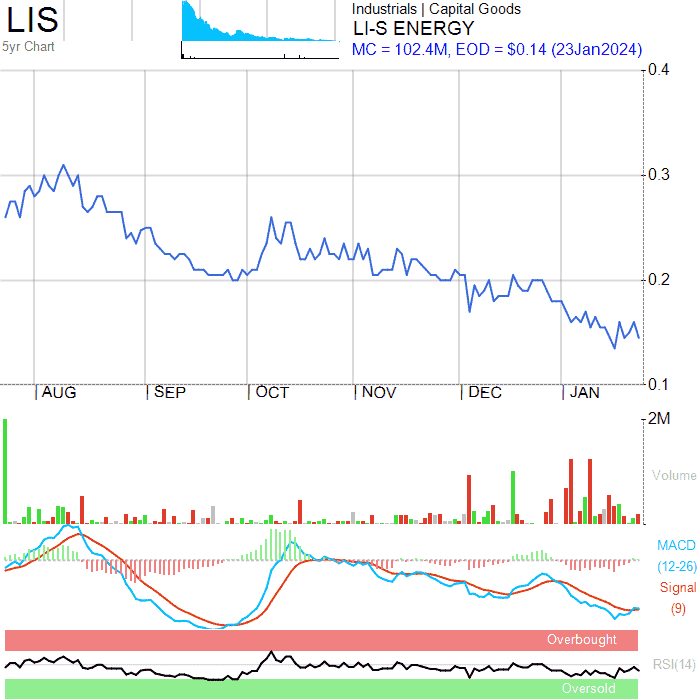 LIS
5yr Chart
Industrials | Capital Goods
LI-S ENERGY
MC = 102.4M, EOD = $0.14 (23Jan2024)
0.4
0.3
0.2
0.1
AUG SEP OCT NOV DEC JAN
2M
Volume
MACD
(12-26)
Signal
(9)
Overbought
RSI(14)
Oversold